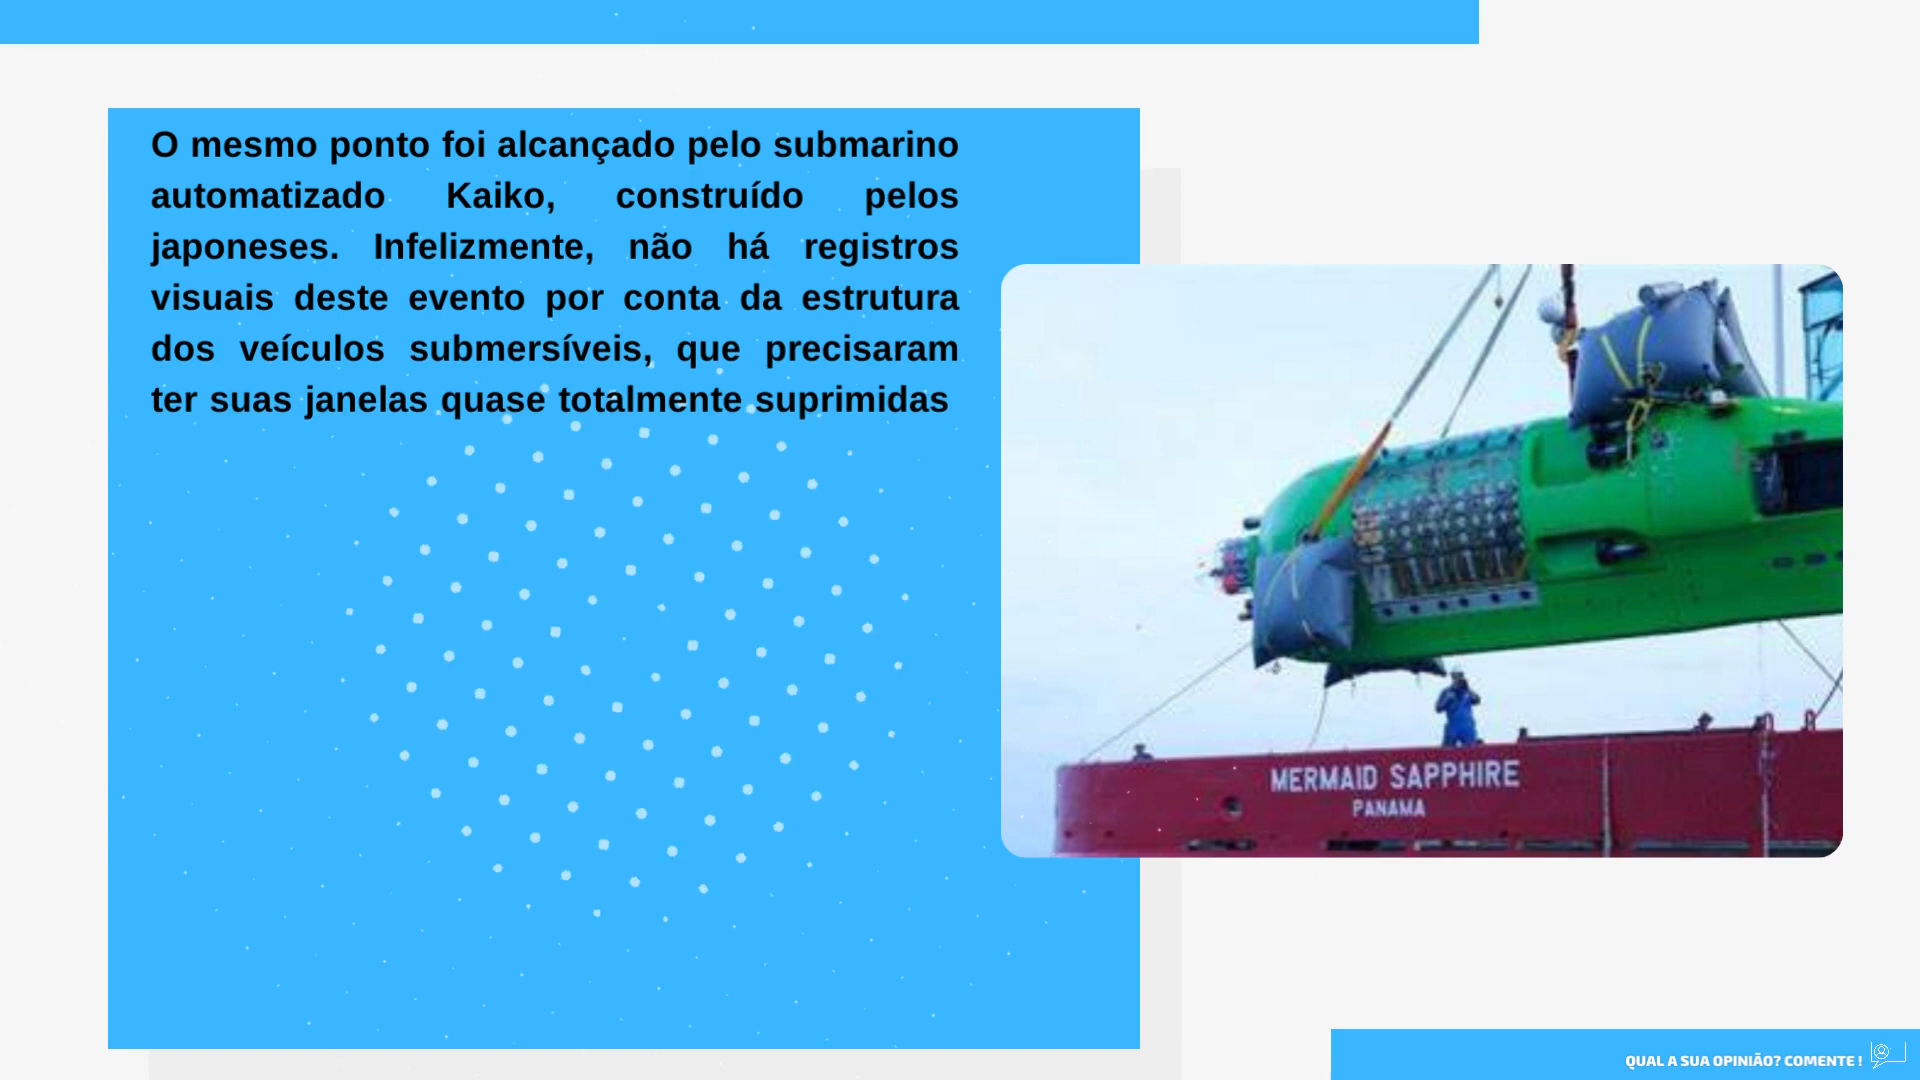 O mesmo ponto foi alcançado pelo submarino
automatizado Kaiko, construído pelos
japoneses. Infelizmente, não há registros
visuais deste evento por conta da estrutura
dos veículos submersíveis, que precisaram
ter suas janelas quase totalmente suprimidas
MERMAID SAPPHIRE
PANAMA
QUAL A SUA OPINIÃO? COMENTE !